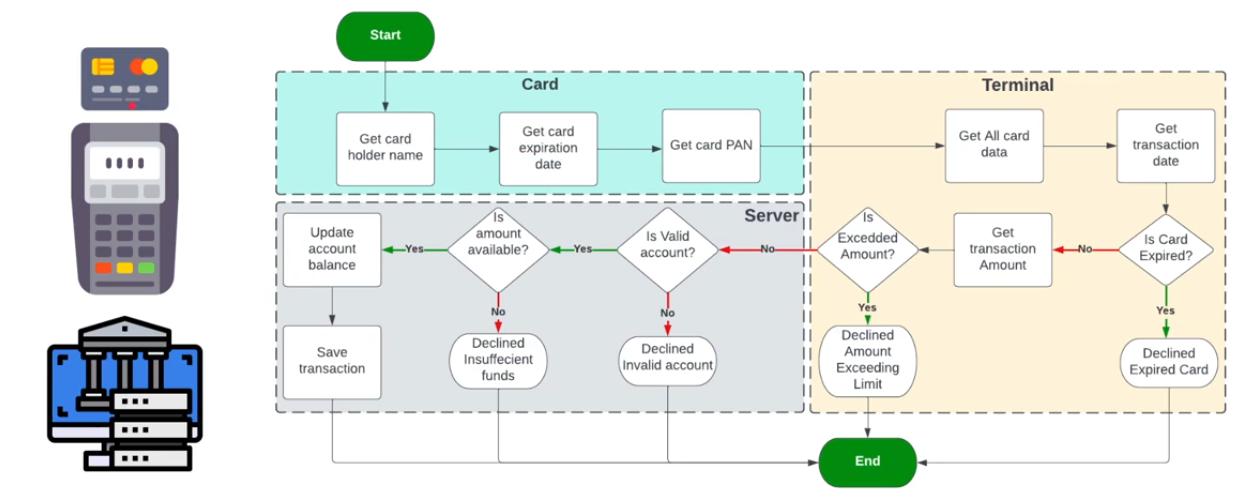 Start
Card
Get card
holder name
Get card
expiration
date
Get card PAN
Terminal
Get All card
data
Get
transaction
date
Is Card
Expired?
No
Yes
Declined
Expired Card
Get
transaction
Amount
Is
Excedded
Amount?
Yes
Declined
Amount
Exceeding
Limit
No
Server
Is Valid
account?
No
Declined
Invalid account
Yes
Is
amount
available?
No
Declined
Insuffecient
funds
Yes
Update
account
balance
Save
transaction
End